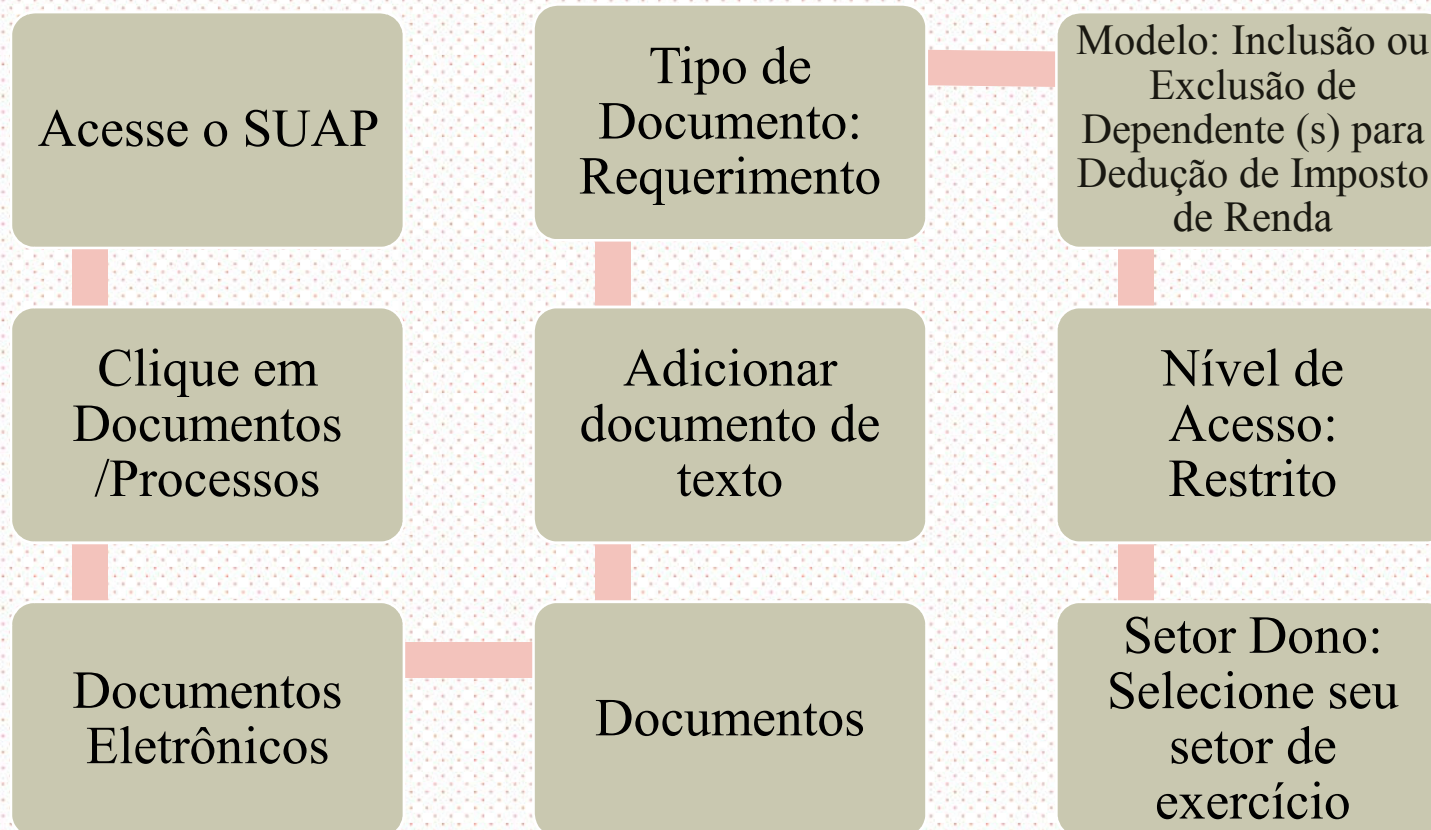 Acesse o SUAP
Clique em
Documentos
/Processos
Documentos
Eletrônicos
Documentos
Adicionar
documento de
texto
Tipo de
Documento:
Requerimento
Modelo: Inclusão ou
Exclusão de
Dependente (s) para
Dedução de Imposto
de Renda
Nível de
Acesso:
Restrito
Setor Dono:
Selecione seu
setor de
exercício